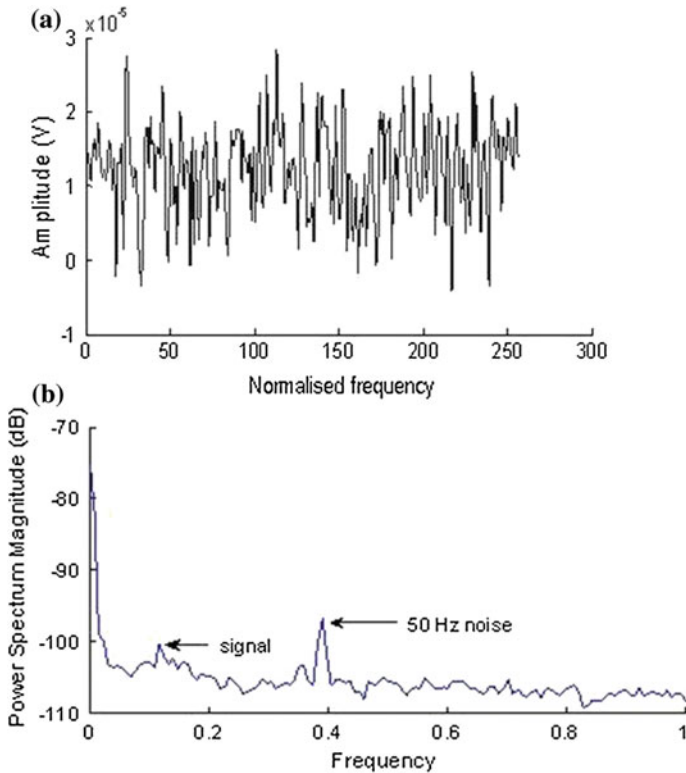 (a)
×10⁻⁵
3
2
1
0
-1
Amplitude (V)
0 50 100 150 200 250 300
Normalised frequency
(b)
-70
-80
-90
-100
-110
Power Spectrum Magnitude (dB)
signal
50 Hz noise
0 0.2 0.4 0.6 0.8 1
Frequency